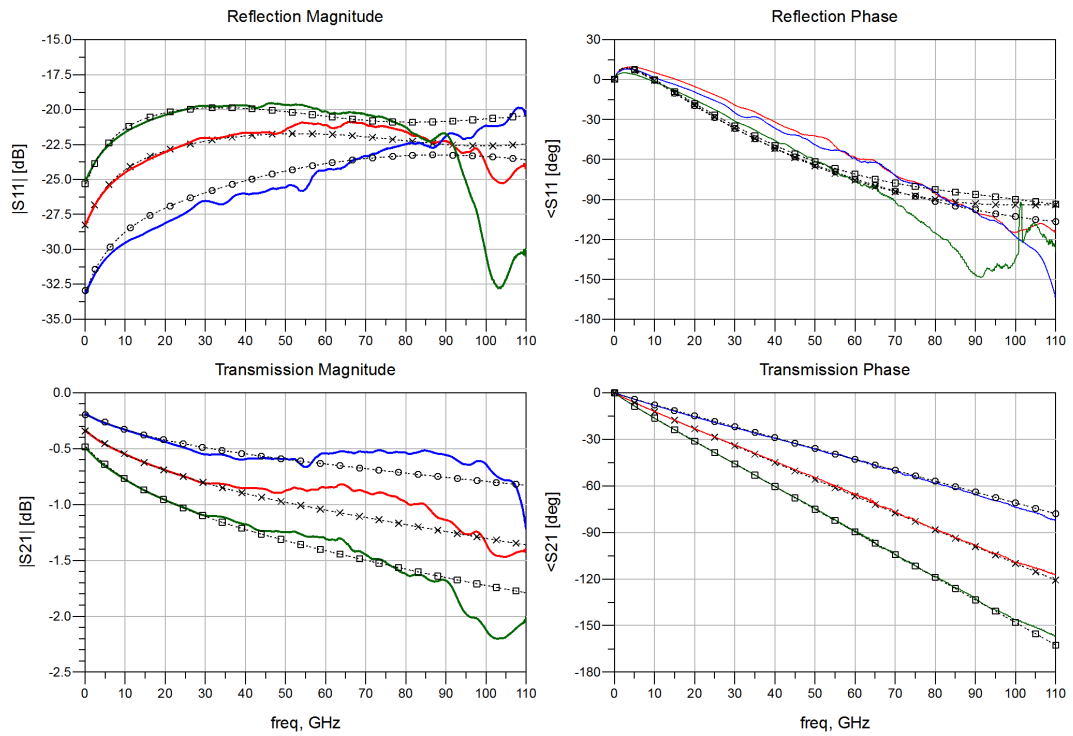 Reflection Magnitude
|S11| [dB]
-15.0
-17.5
-20.0
-22.5
-25.0
-27.5
-30.0
-32.5
-35.0
0 10 20 30 40 50 60 70 80 90 100 110
Reflection Phase
<S11 [deg]
30
0
-30
-60
-90
-120
-150
-180
0 10 20 30 40 50 60 70 80 90 100 110
Transmission Magnitude
|S21| [dB]
0.0
-0.5
-1.0
-1.5
-2.0
-2.5
0 10 20 30 40 50 60 70 80 90 100 110
freq, GHz
Transmission Phase
<S21 [deg]
0
-30
-60
-90
-120
-150
-180
0 10 20 30 40 50 60 70 80 90 100 110
freq, GHz